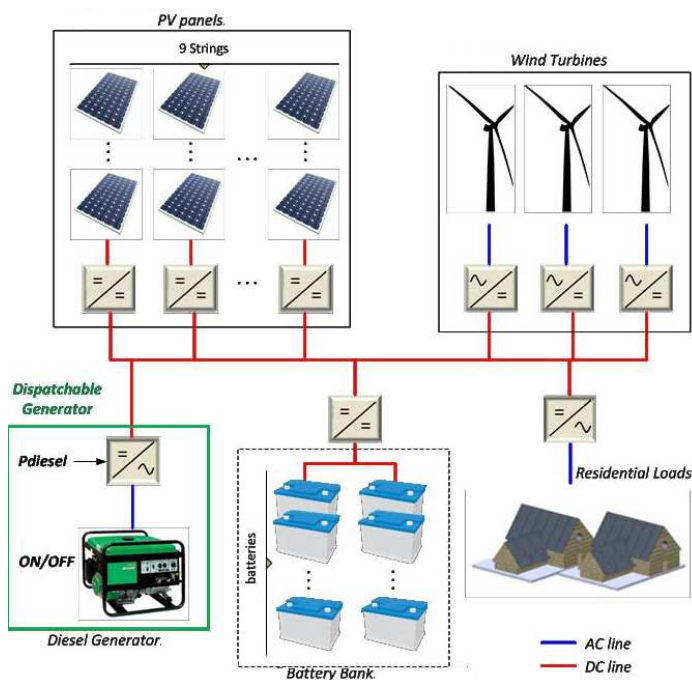 PV panels.
9 Strings
Wind Turbines
Dispatchable
Generator
Pdiesel
ON/OFF
Diesel Generator.
batteries
Battery Bank.
Residential Loads
AC line
DC line